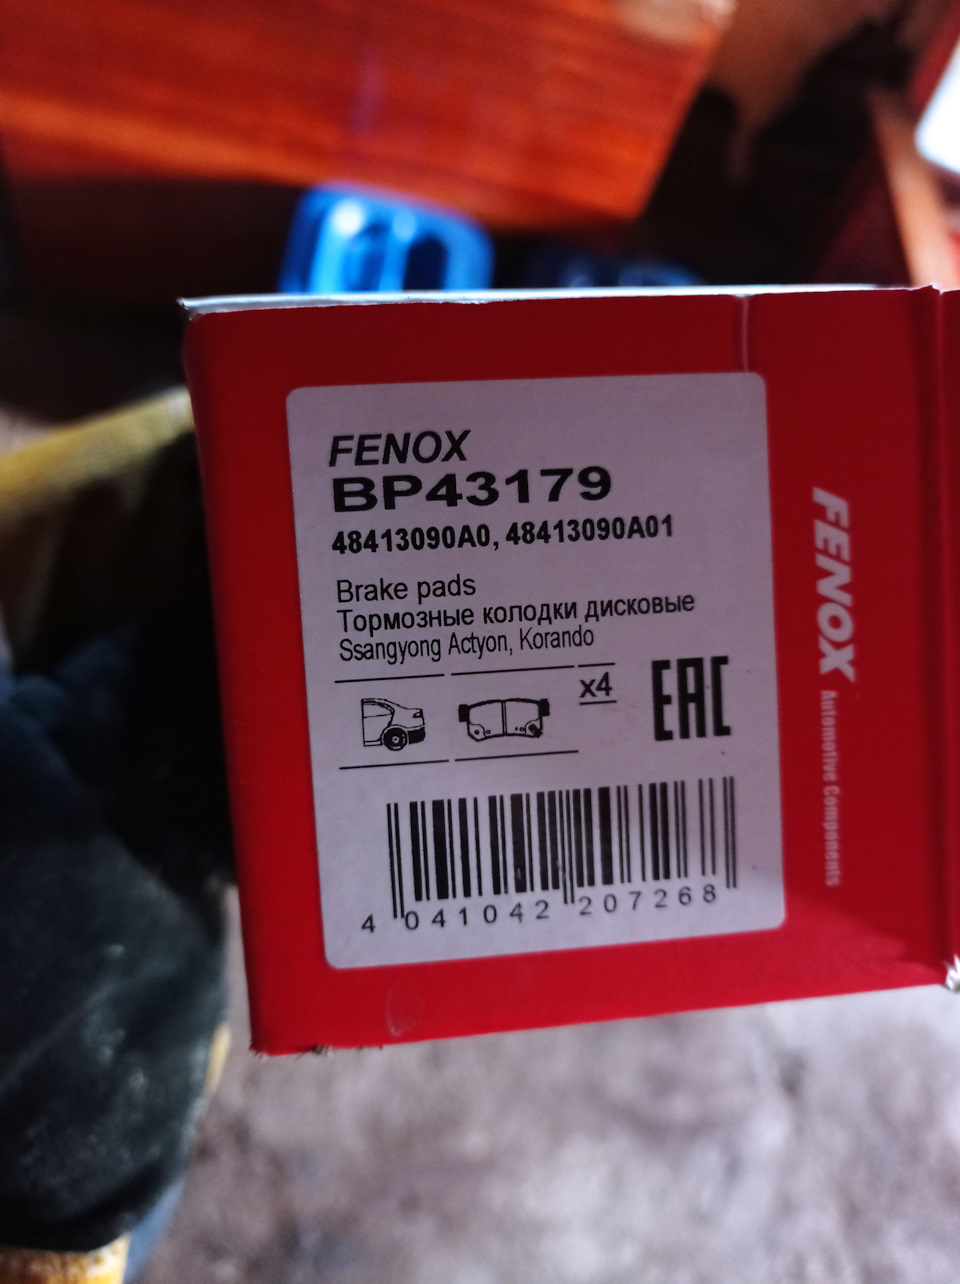 FENOX
BP43179
48413090A0, 48413090A01
Brake pads
Тормозные колодки дисковые
Ssangyong Actyon, Korando
x4
EAC
4 041042 207268
FENOX Automotive Components